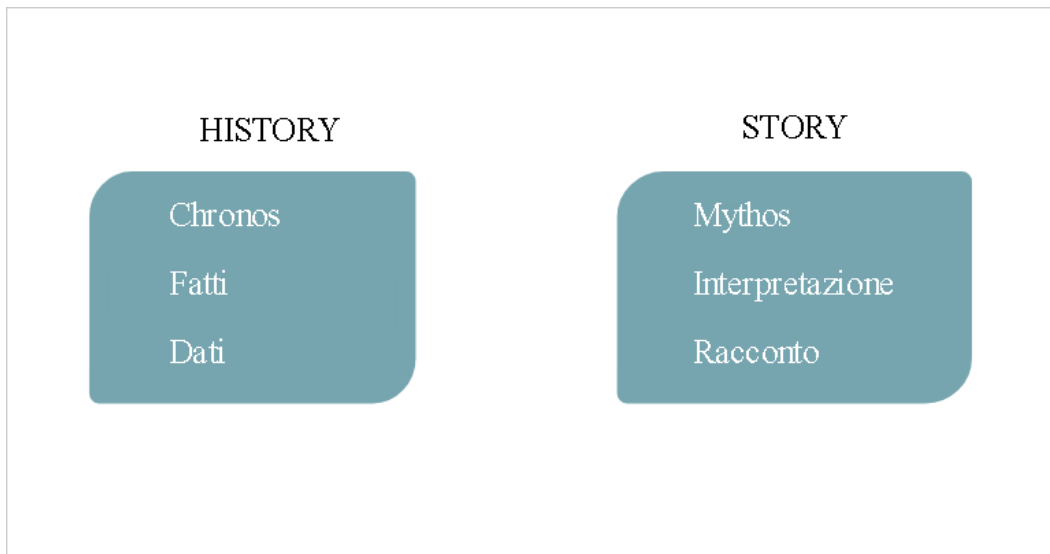 HISTORY
Chronos
Fatti
Dati
STORY
Mythos
Interpretazione
Racconto